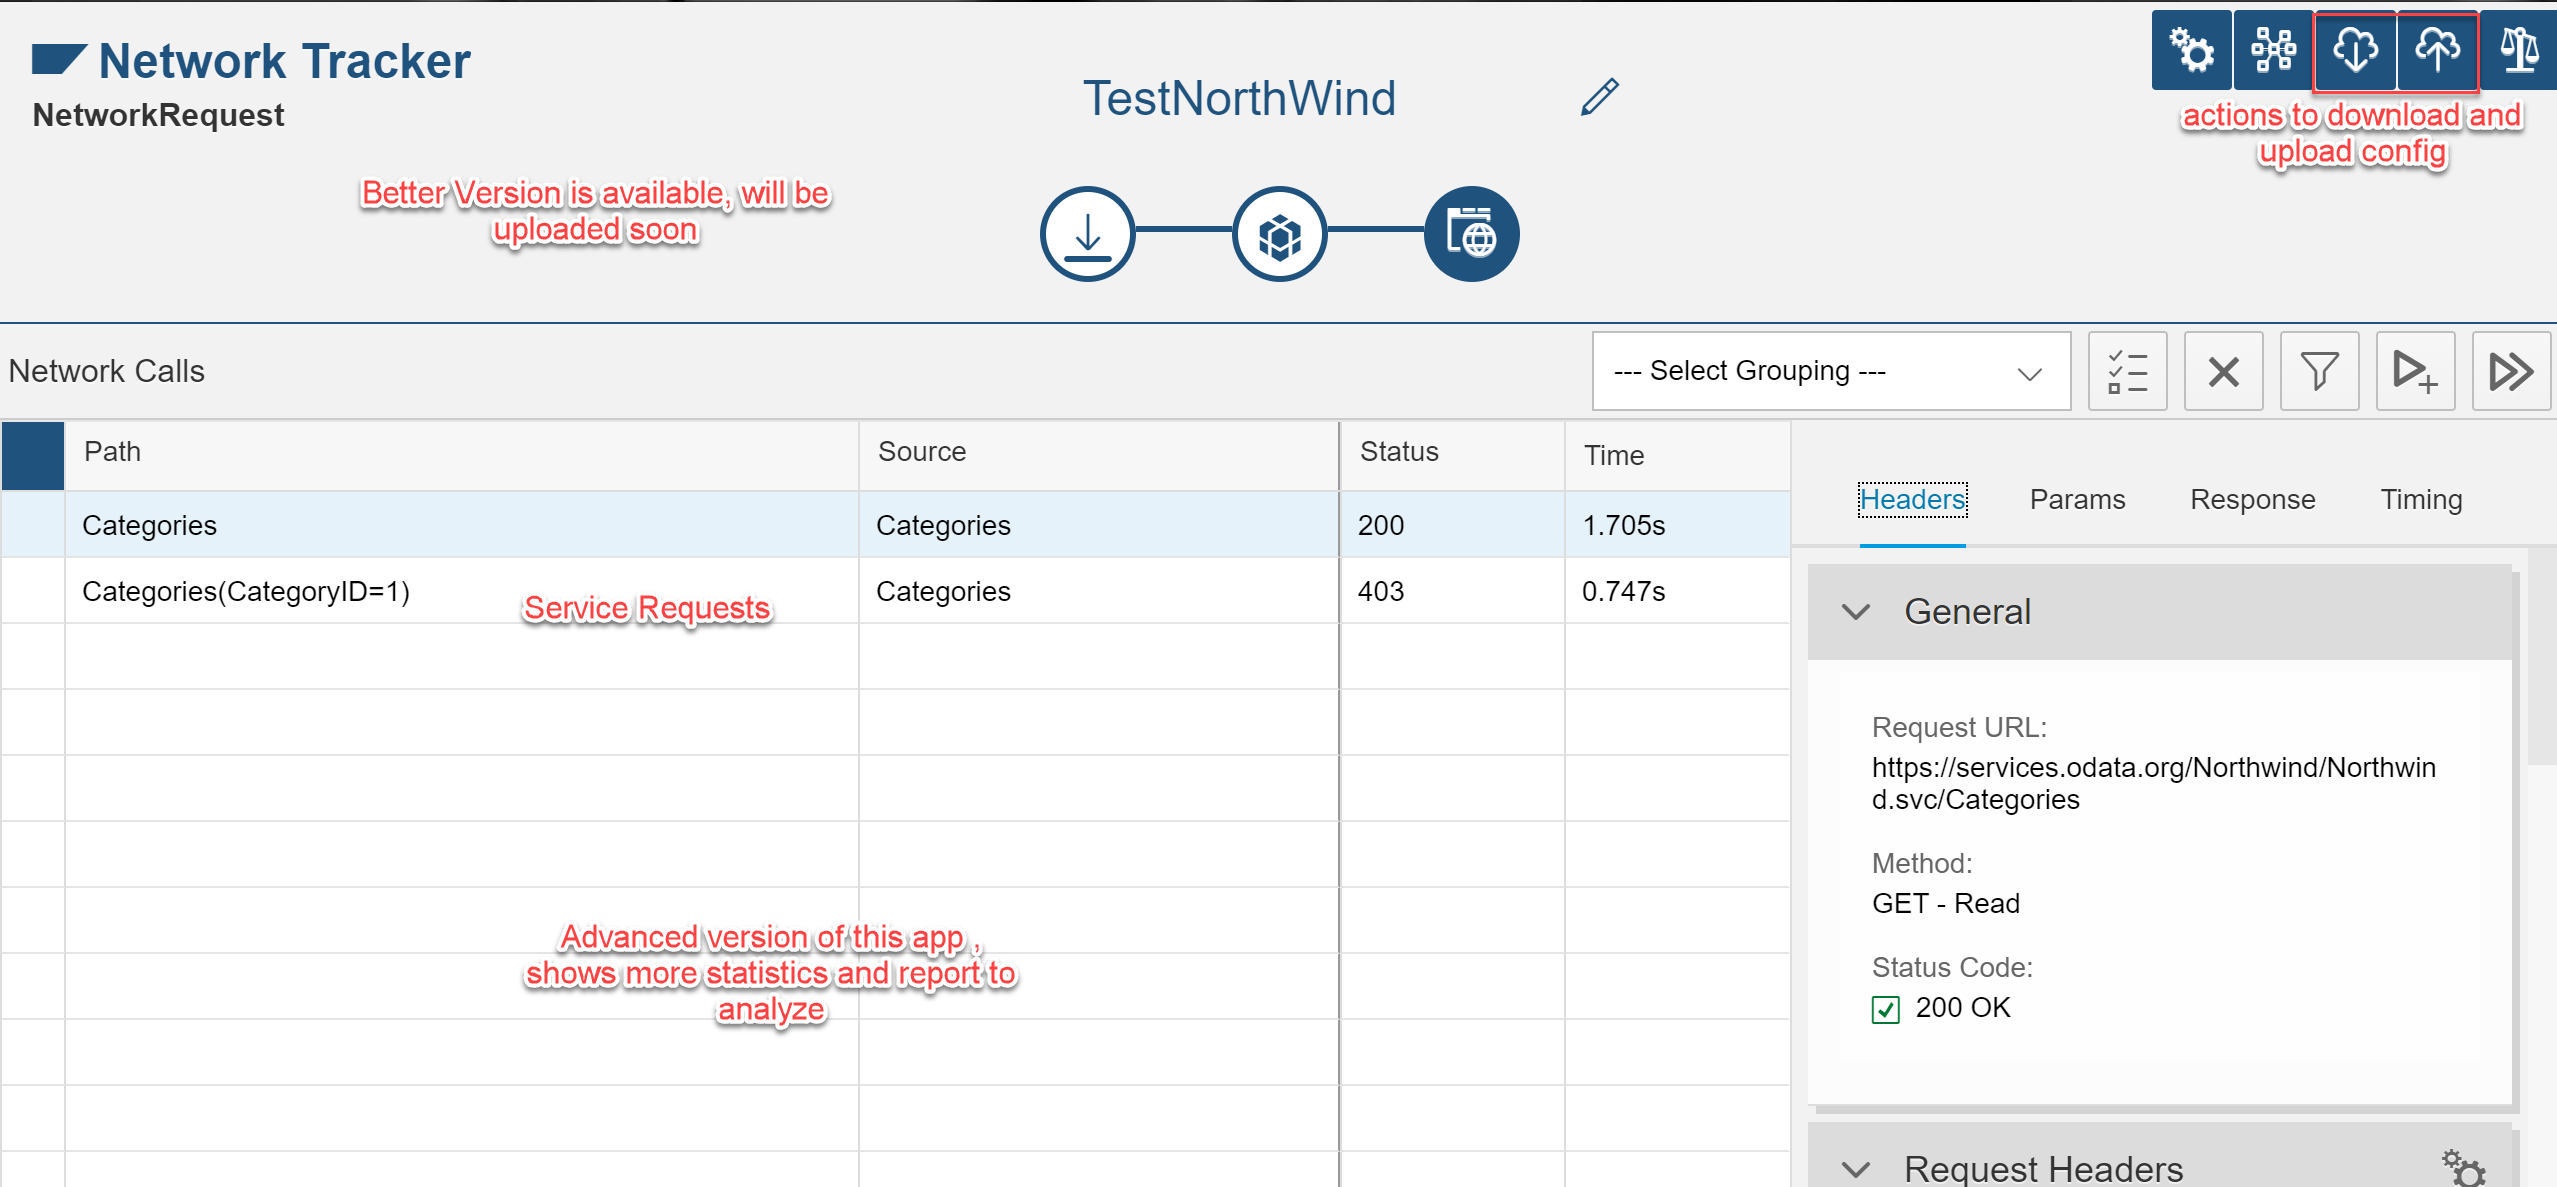 Network Tracker
NetworkRequest
TestNorthWind
actions to download and
upload config
Better Version is available, will be
uploaded soon
Network Calls
--- Select Grouping ---
Path Source Status Time
Categories Categories 200 1.705s
Categories(CategoryID=1) Categories 403 0.747s
Service Requests
Advanced version of this app ,
shows more statistics and report to
analyze
Headers Params Response Timing
General
Request URL:
https://services.odata.org/Northwind/Northwin
d.svc/Categories
Method:
GET - Read
Status Code:
200 OK
Request Headers